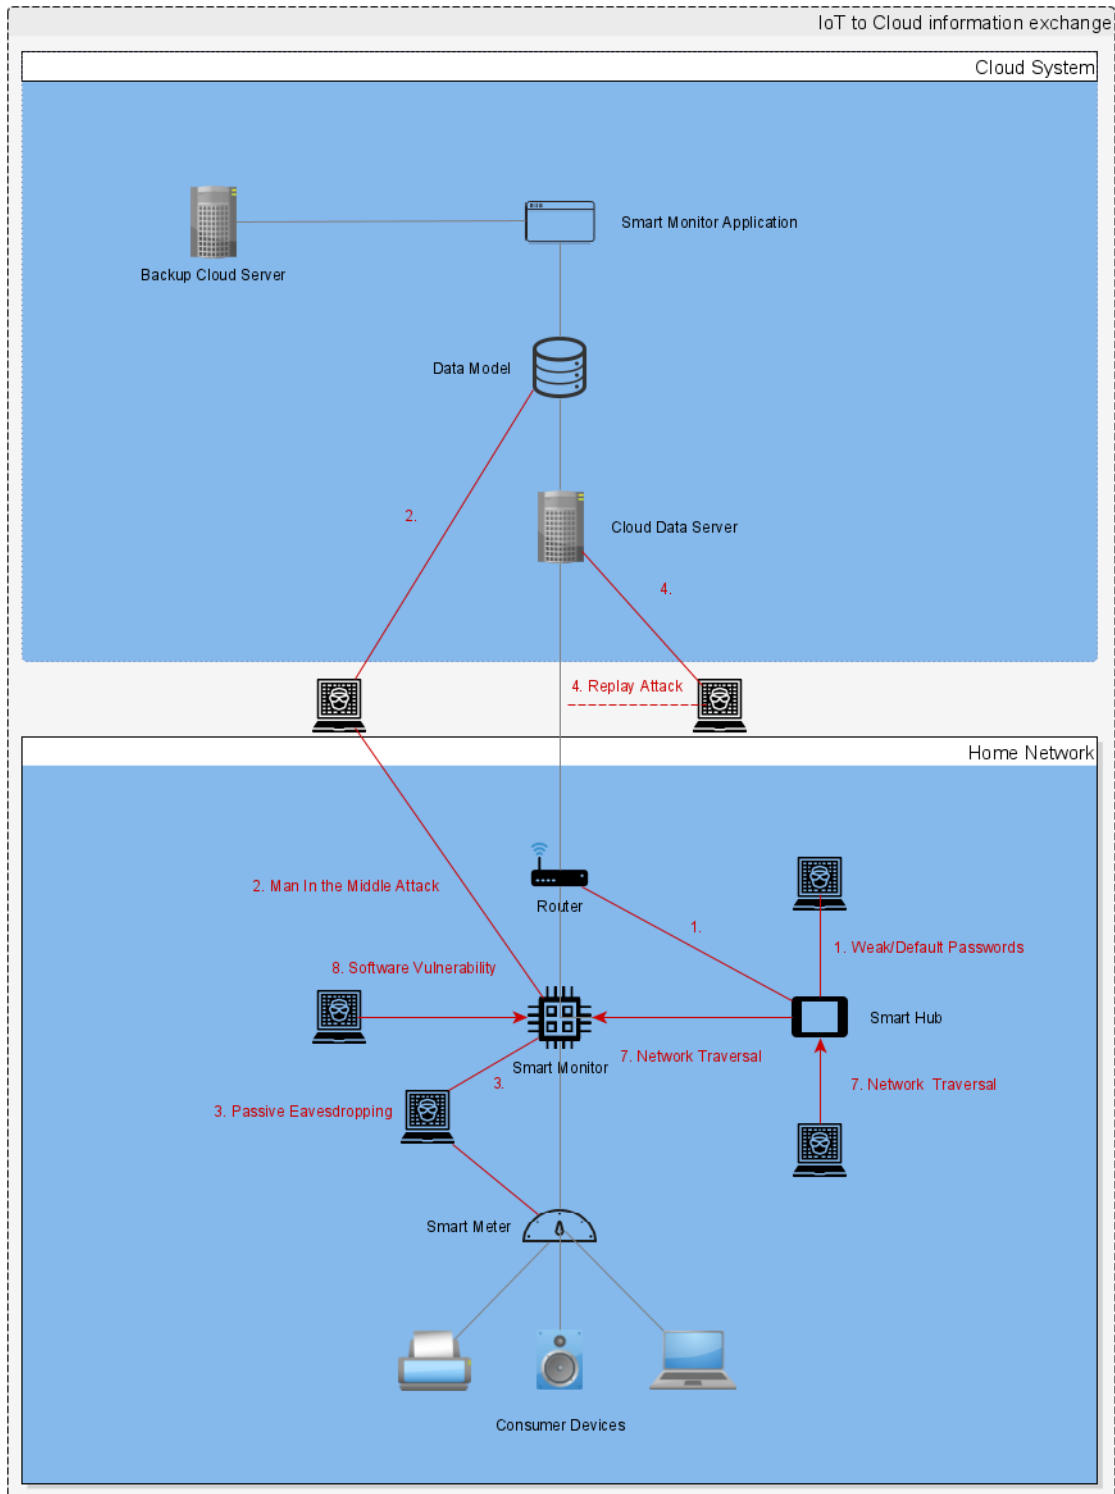 IoT to Cloud information exchange
Cloud System
Smart Monitor Application
Backup Cloud Server
Data Model
2.
Cloud Data Server
4.
4. Replay Attack
Home Network
2. Man In the Middle Attack
Router
1.
1. Weak/Default Passwords
8. Software Vulnerability
Smart Hub
7. Network Traversal
Smart Monitor
3.
7. Network Traversal
3. Passive Eavesdropping
Smart Meter
Consumer Devices